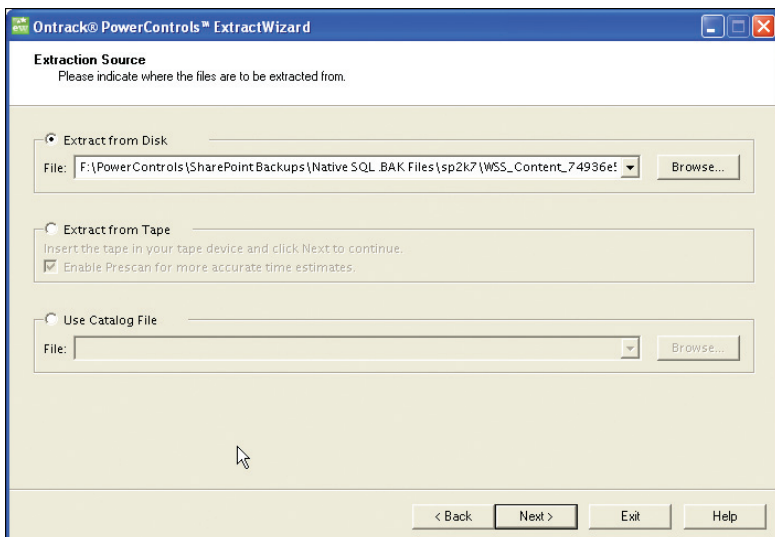 Ontrack® PowerControls™ ExtractWizard
Extraction Source
Please indicate where the files are to be extracted from.
Extract from Disk
File: F:\PowerControls\SharePoint Backups\Native SQL .BAK Files\sp2k7\WSS_Content_74936e5 Browse...
Extract from Tape
Insert the tape in your tape device and click Next to continue.
Enable Prescan for more accurate time estimates.
Use Catalog File
File: Browse...
< Back Next > Exit Help